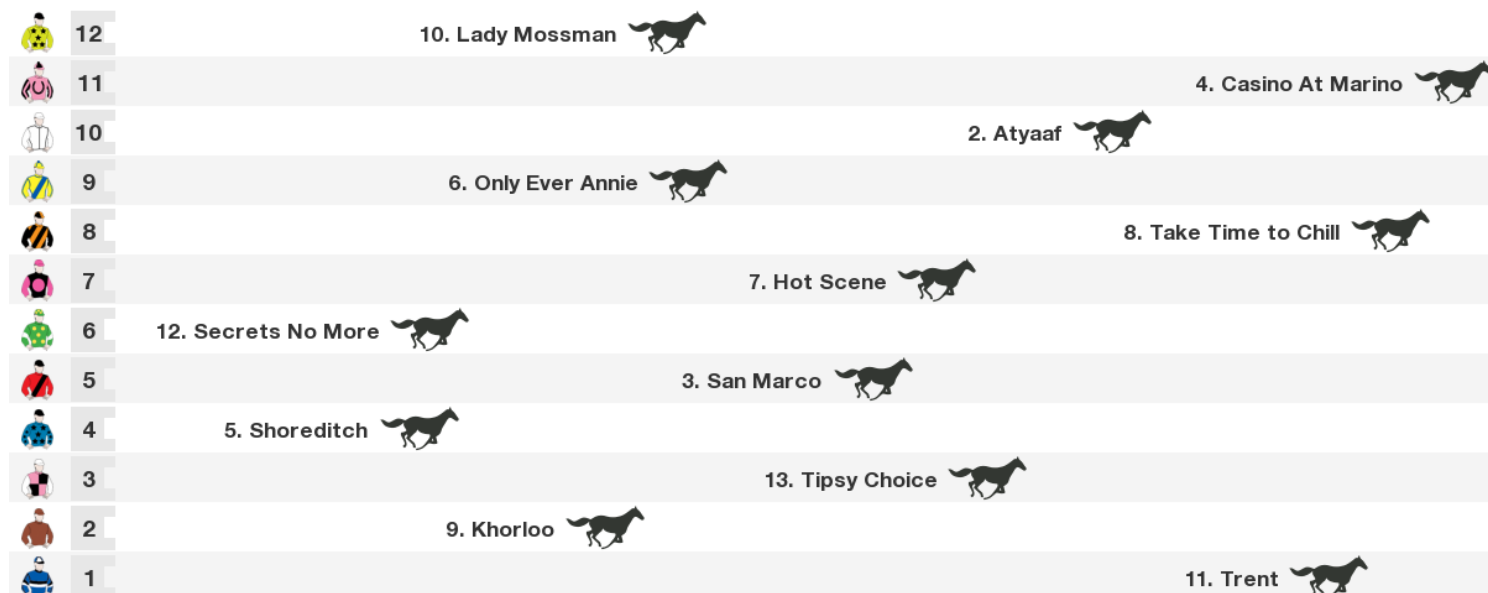 12 10. Lady Mossman
11 4. Casino At Marino
10 2. Atyaaf
9 6. Only Ever Annie
8 8. Take Time to Chill
7 7. Hot Scene
6 12. Secrets No More
5 3. San Marco
4 5. Shoreditch
3 13. Tipsy Choice
2 9. Khorloo
1 11. Trent